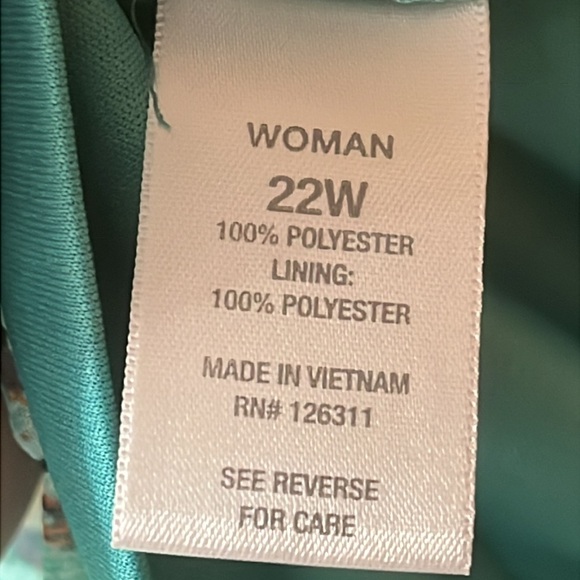 WOMAN
22W
100% POLYESTER
LINING:
100% POLYESTER
MADE IN VIETNAM
RN# 126311
SEE REVERSE
FOR CARE